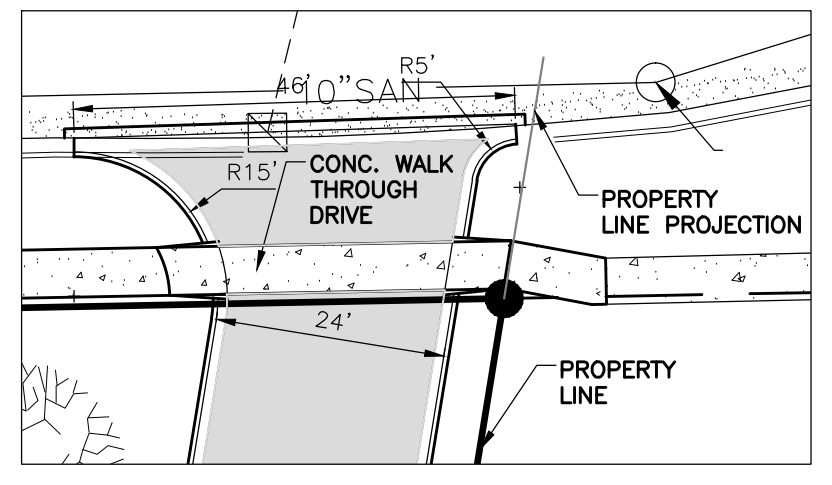 R5'
46'
10"SAN
R15'
CONC. WALK
THROUGH
DRIVE
PROPERTY
LINE PROJECTION
24'
PROPERTY
LINE